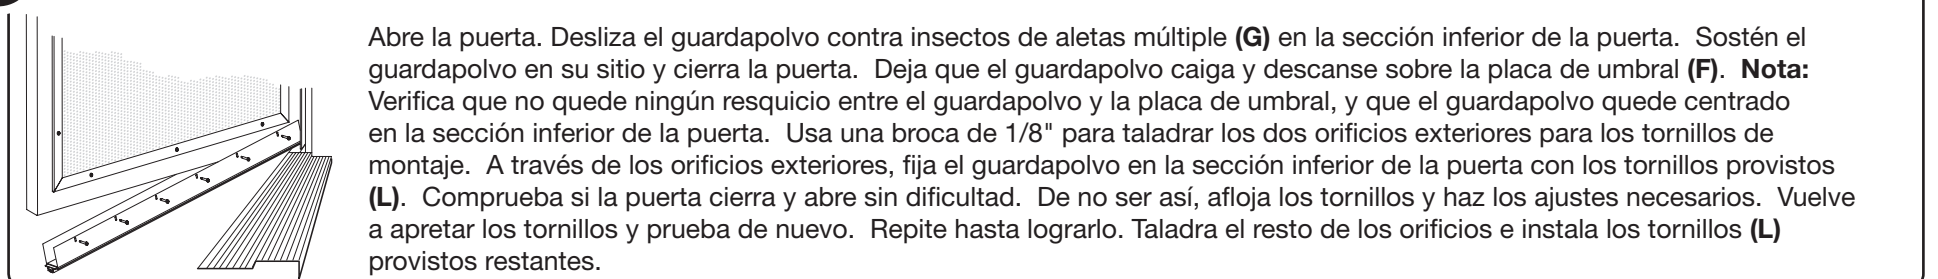 Abre la puerta. Desliza el guardapolvo contra insectos de aletas múltiple (G) en la sección inferior de la puerta.  Sostén el
guardapolvo en su sitio y cierra la puerta.  Deja que el guardapolvo caiga y descanse sobre la placa de umbral (F).  Nota:
Verifica que no quede ningún resquicio entre el guardapolvo y la placa de umbral, y que el guardapolvo quede centrado
en la sección inferior de la puerta.  Usa una broca de 1/8" para taladrar los dos orificios exteriores para los tornillos de
montaje.  A través de los orificios exteriores, fija el guardapolvo en la sección inferior de la puerta con los tornillos provistos
(L).  Comprueba si la puerta cierra y abre sin dificultad.  De no ser así, afloja los tornillos y haz los ajustes necesarios.  Vuelve
a apretar los tornillos y prueba de nuevo.  Repite hasta lograrlo. Taladra el resto de los orificios e instala los tornillos (L)
provistos restantes.